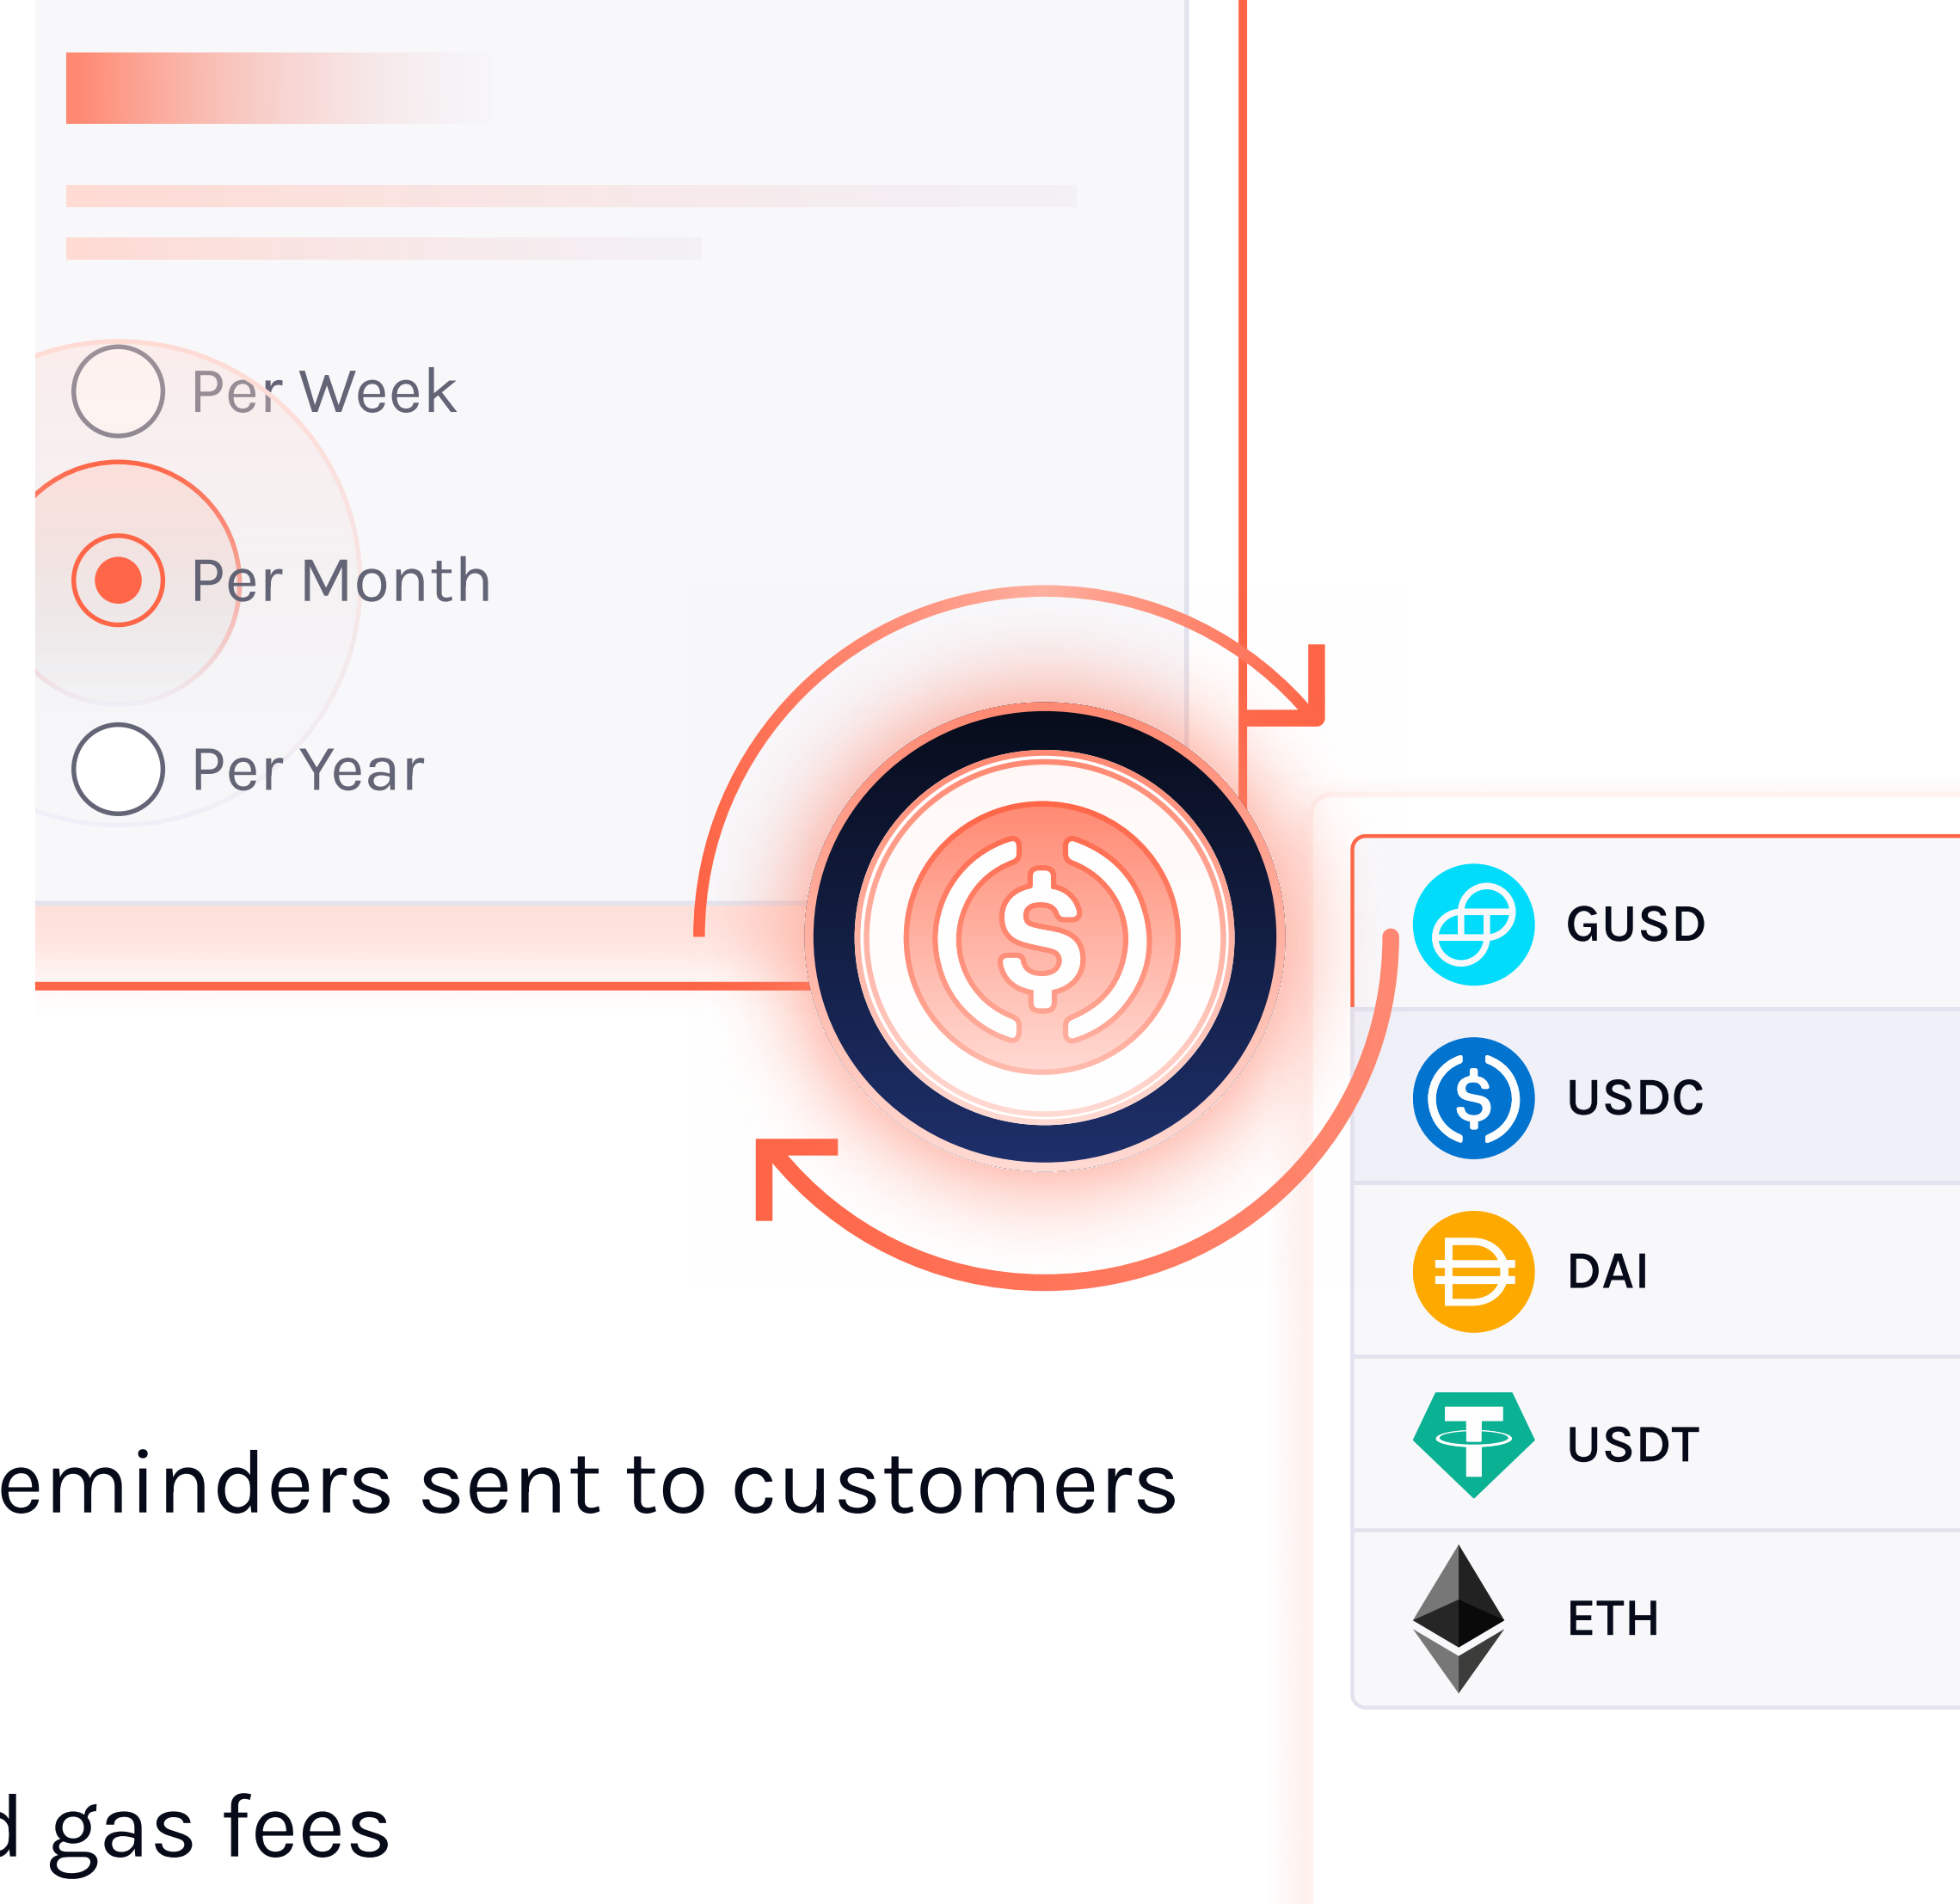 Per Week
Per Month
Per Year
GUSD
USDC
DAI
USDT
ETH
eminders sent to customers
d gas fees